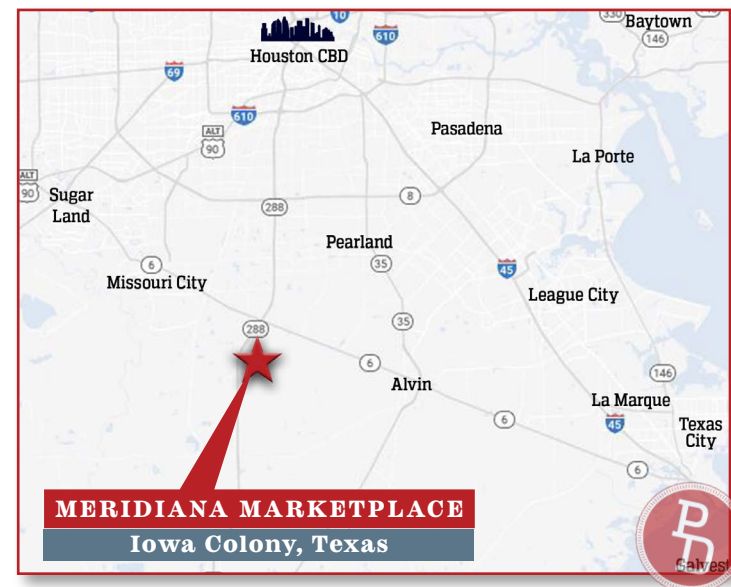 10
330
Baytown
146
610
Houston CBD
69
610
ALT
90
Pasadena
La Porte
ALT
90
Sugar
Land
288
8
Pearland
35
6
Missouri City
45
League City
288
35
6
Alvin
146
La Marque
6
45
Texas
City
6
MERIDIANA MARKETPLACE
Iowa Colony, Texas
PD